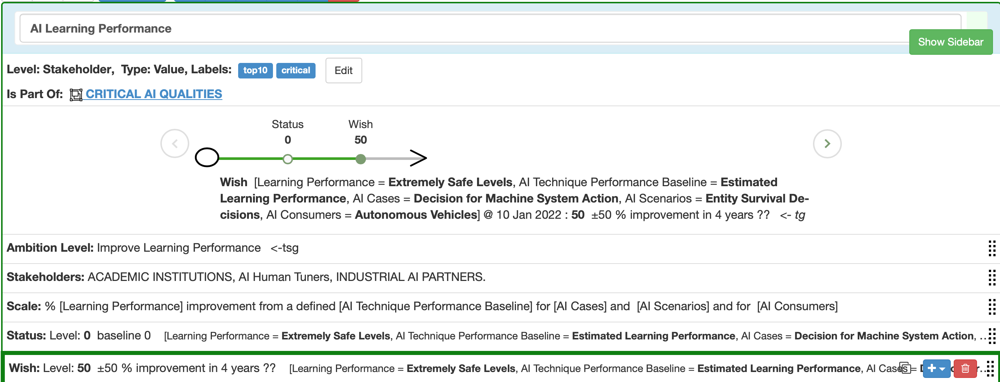 AI Learning Performance
Show Sidebar
Level: Stakeholder, Type: Value, Labels: top10 critical Edit
Is Part Of: CRITICAL AI QUALITIES
Status Wish
0 50
Wish [Learning Performance = Extremely Safe Levels, AI Technique Performance Baseline = Estimated
Learning Performance, AI Cases = Decision for Machine System Action, AI Scenarios = Entity Survival De-
cisions, AI Consumers = Autonomous Vehicles] @ 10 Jan 2022 : 50 ±50 % improvement in 4 years ?? <- tg
Ambition Level: Improve Learning Performance <-tsg
Stakeholders: ACADEMIC INSTITUTIONS, AI Human Tuners, INDUSTRIAL AI PARTNERS.
Scale: % [Learning Performance] improvement from a defined [AI Technique Performance Baseline] for [AI Cases] and [AI Scenarios] and for [AI Consumers]
Status: Level: 0 baseline 0 [Learning Performance = Extremely Safe Levels, AI Technique Performance Baseline = Estimated Learning Performance, AI Cases = Decision for Machine System Action, ...
Wish: Level: 50 ±50 % improvement in 4 years ?? [Learning Performance = Extremely Safe Levels, AI Technique Performance Baseline = Estimated Learning Performance, AI Cases =